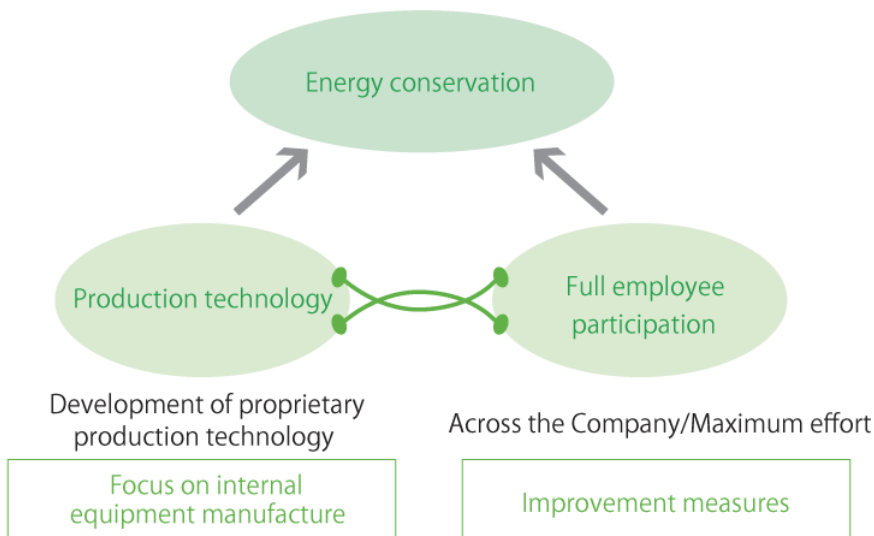 Energy conservation
Production technology
Full employee
participation
Development of proprietary
production technology
Across the Company/Maximum effort
Focus on internal
equipment manufacture
Improvement measures